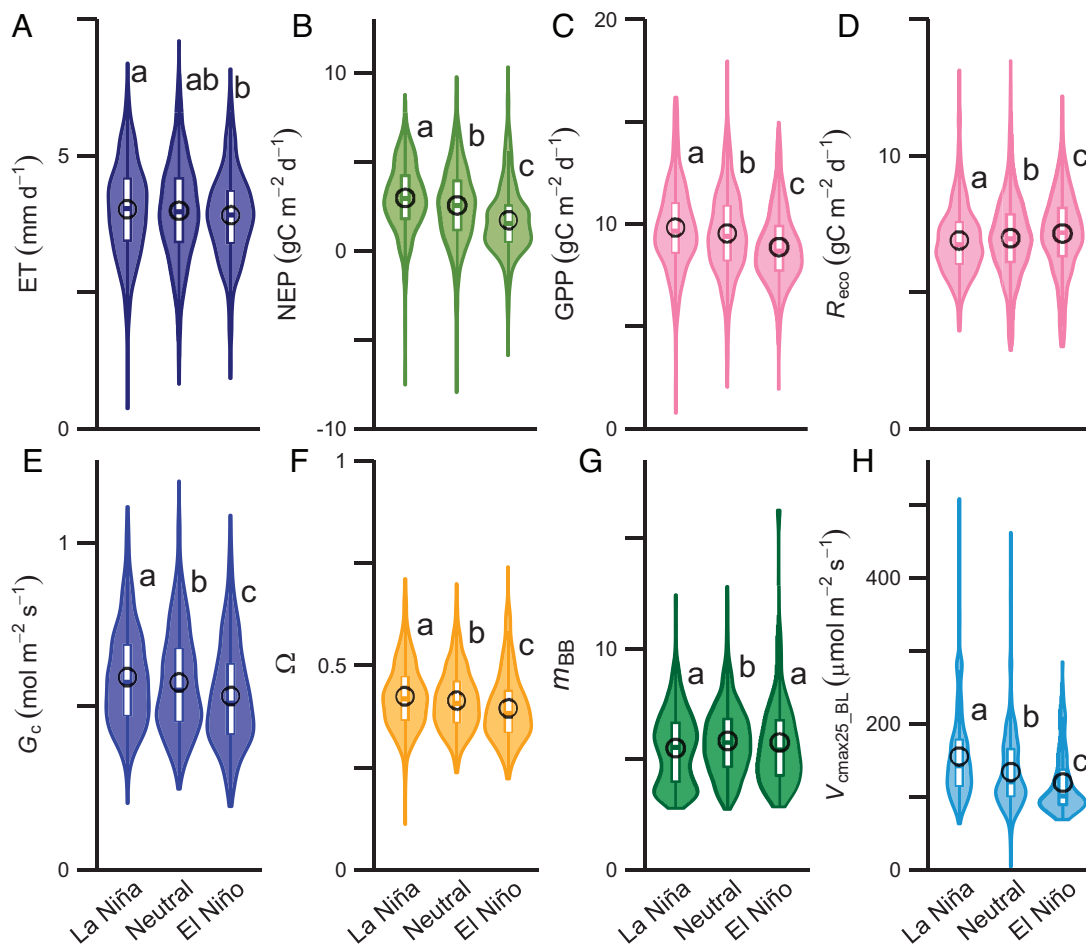 A
ET (mm d⁻¹)
5
0
a
ab
b
B
NEP (gC m⁻² d⁻¹)
10
0
-10
a
b
c
C
GPP (gC m⁻² d⁻¹)
20
10
0
a
b
c
D
Reco (gC m⁻² d⁻¹)
10
0
a
b
c
E
Gc (mol m⁻² s⁻¹)
1
0
a
b
c
La Niña
Neutral
El Niño
F
Ω
1
0.5
0
a
b
c
La Niña
Neutral
El Niño
G
mBB
10
0
a
b
a
La Niña
Neutral
El Niño
H
Vcmax25_BL (μmol m⁻² s⁻¹)
400
200
0
a
b
c
La Niña
Neutral
El Niño